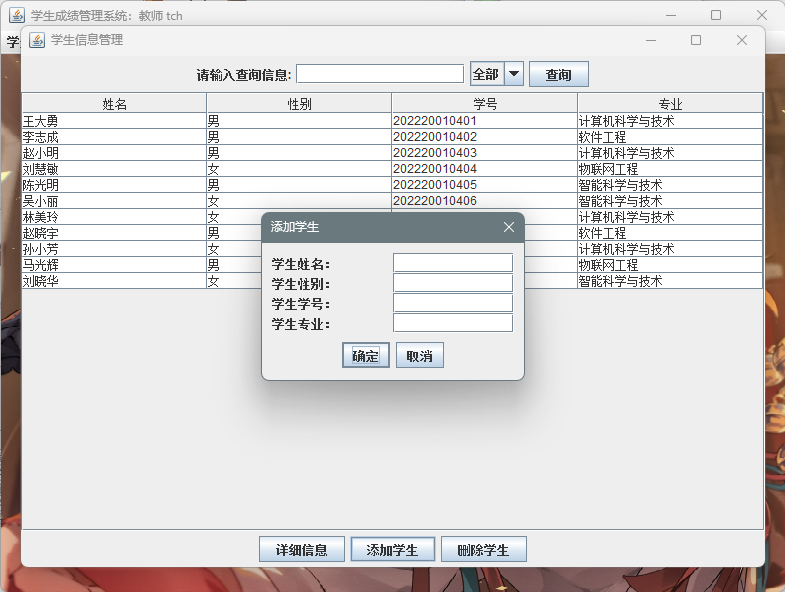 学生成绩管理系统：教师 tch
学
学生信息管理
请输入查询信息: 全部 查询
姓名 性别 学号 专业
王大勇 男 202220010401 计算机科学与技术
李志成 男 202220010402 软件工程
赵小明 男 202220010403 计算机科学与技术
刘慧敏 女 202220010404 物联网工程
陈光明 男 202220010405 智能科学与技术
吴小丽 女 202220010406 智能科学与技术
林美玲 女 计算机科学与技术
赵晓宇 男 软件工程
孙小芳 女 计算机科学与技术
马光辉 男 物联网工程
刘晓华 女 智能科学与技术
添加学生
学生姓名：
学生性别：
学生学号：
学生专业：
确定 取消
详细信息 添加学生 删除学生